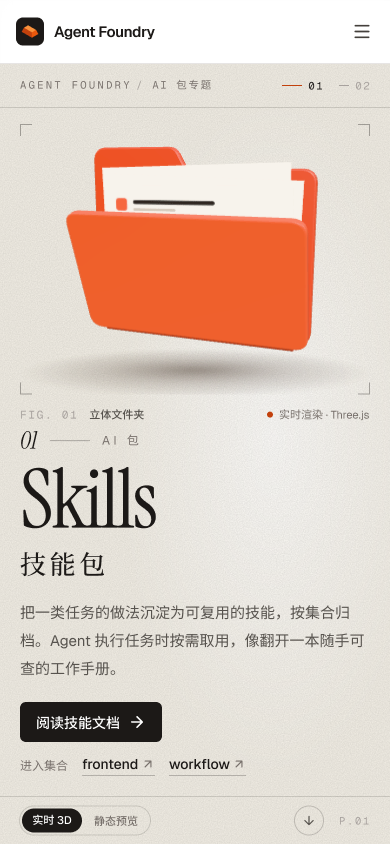 Agent Foundry
AGENT FOUNDRY / AI 包专题
01
02
FIG. 01 立体文件夹
实时渲染 · Three.js
01 AI 包
Skills
技能包
把一类任务的做法沉淀为可复用的技能，按集合归
档。Agent 执行任务时按需取用，像翻开一本随手可
查的工作手册。
阅读技能文档 →
进入集合 frontend ↗ workflow ↗
实时 3D 静态预览
↓ P.01